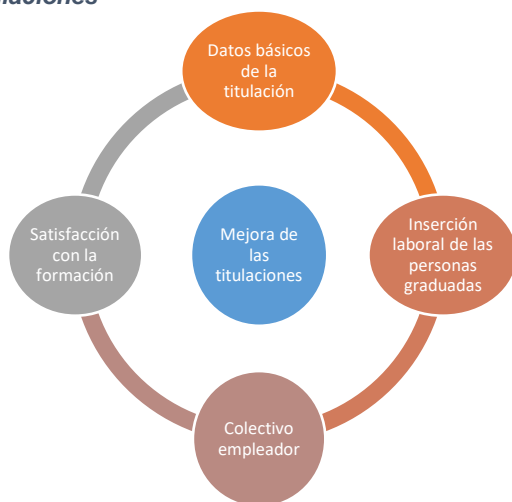 Datos básicos
de la
titulación
Satisfacción
con la
formación
Mejora de
las
titulaciones
Inserción
laboral de las
personas
graduadas
Colectivo
empleador